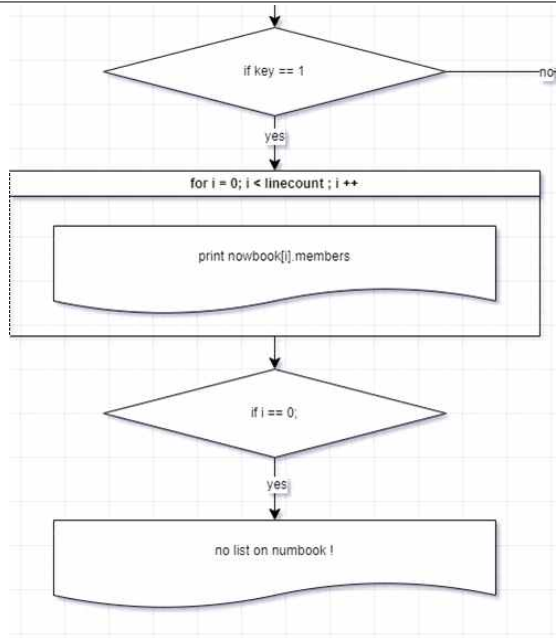 if key == 1
no
yes
for i = 0; i < linecount ; i ++
print nowbook[i].members
if i == 0;
yes
no list on numbook !